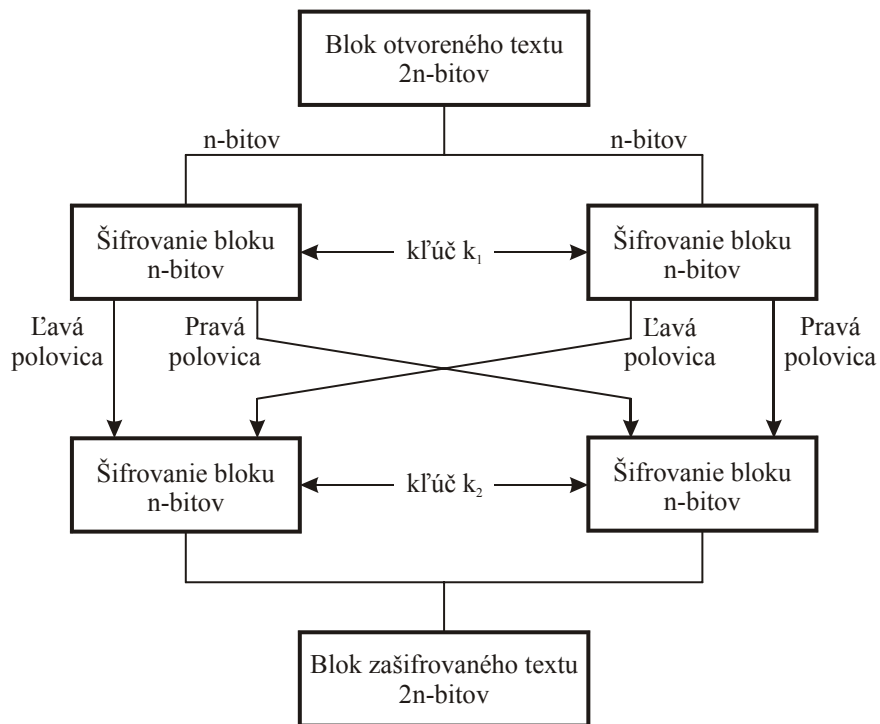 Blok otvoreného textu
2n-bitov
n-bitov
n-bitov
Šifrovanie bloku
n-bitov
kľúč k₁
Šifrovanie bloku
n-bitov
Ľavá
polovica
Pravá
polovica
Ľavá
polovica
Pravá
polovica
Šifrovanie bloku
n-bitov
kľúč k₂
Šifrovanie bloku
n-bitov
Blok zašifrovaného textu
2n-bitov